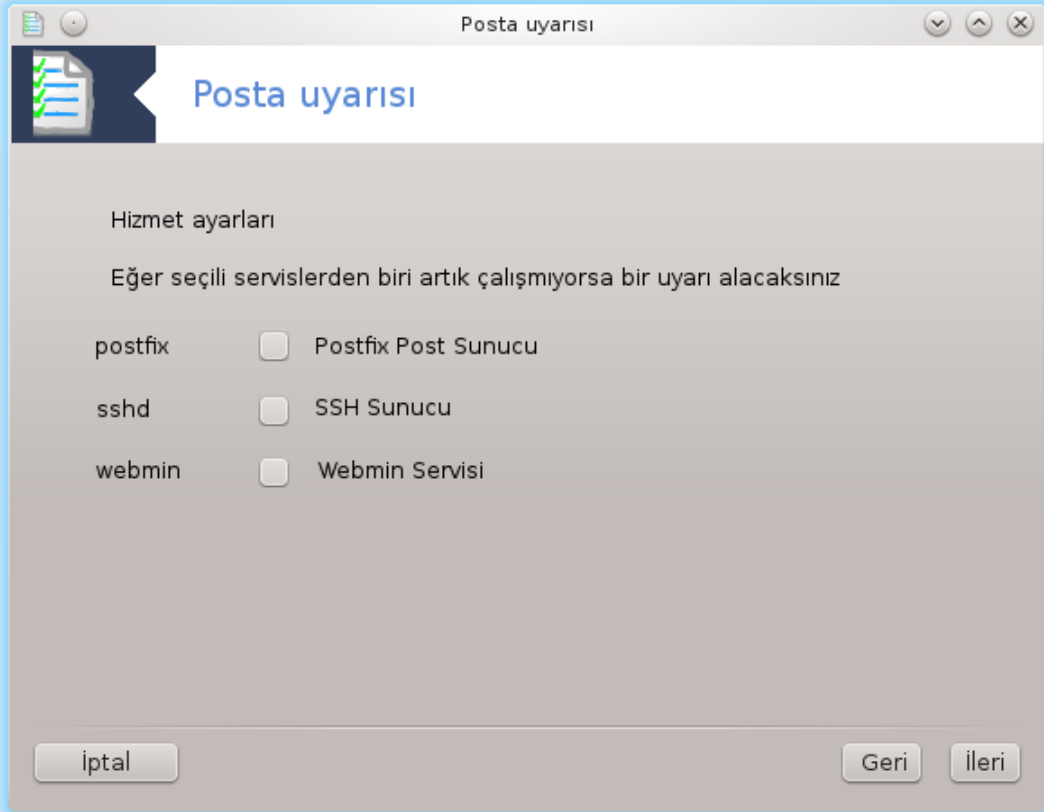 Posta uyarısı
Posta uyarısı
Hizmet ayarları
Eğer seçili servislerden biri artık çalışmıyorsa bir uyarı alacaksınız
postfix Postfix Post Sunucu
sshd SSH Sunucu
webmin Webmin Servisi
İptal Geri İleri